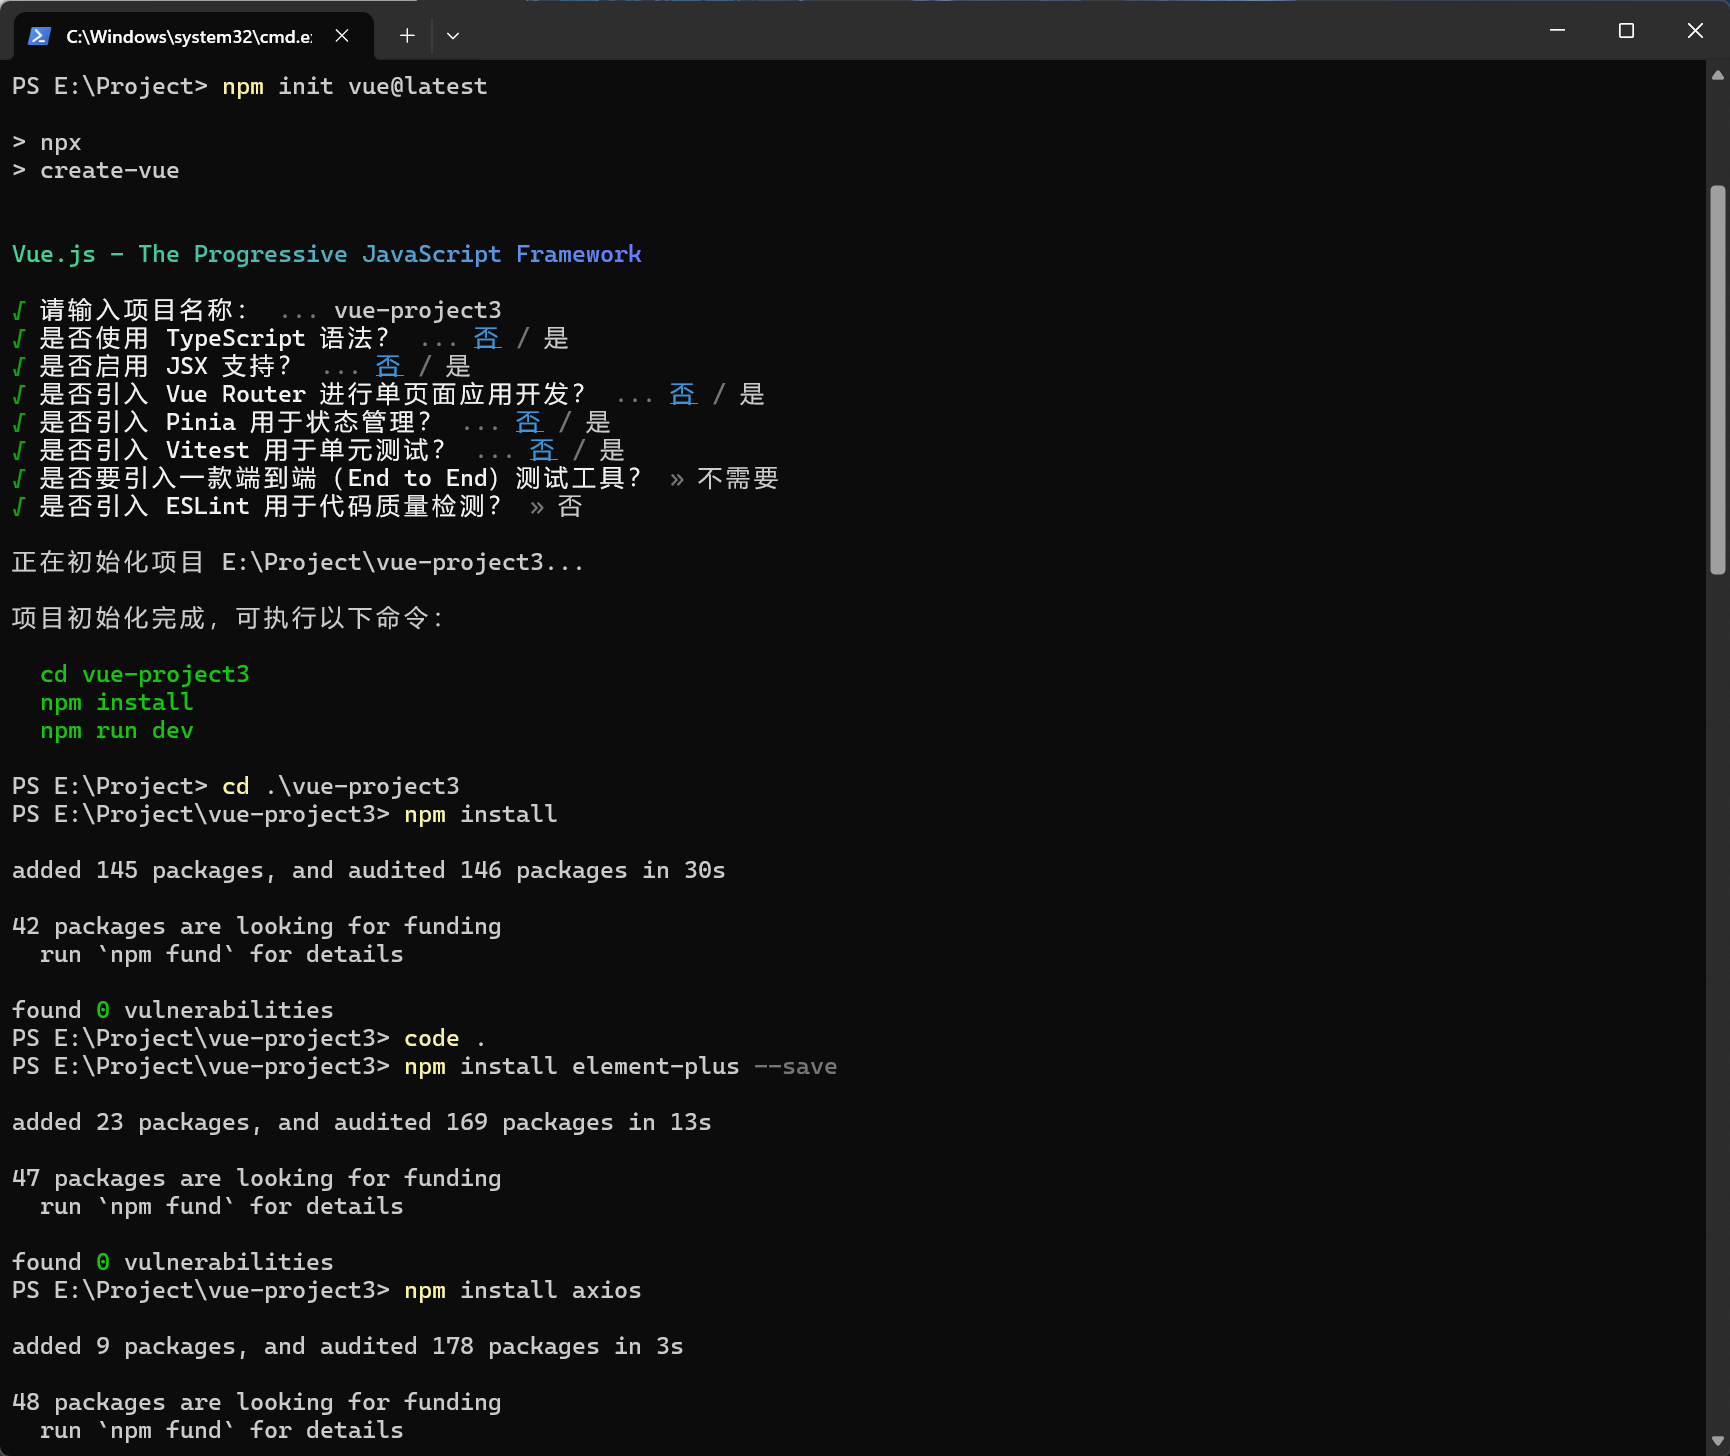 C:\Windows\system32\cmd.e
PS E:\Project> npm init vue@latest
> npx
> create-vue
Vue.js - The Progressive JavaScript Framework
√ 请输入项目名称： ... vue-project3
√ 是否使用 TypeScript 语法？ ... 否 / 是
√ 是否启用 JSX 支持？ ... 否 / 是
√ 是否引入 Vue Router 进行单页面应用开发？ ... 否 / 是
√ 是否引入 Pinia 用于状态管理？ ... 否 / 是
√ 是否引入 Vitest 用于单元测试？ ... 否 / 是
√ 是否要引入一款端到端（End to End）测试工具？ » 不需要
√ 是否引入 ESLint 用于代码质量检测？ » 否
正在初始化项目 E:\Project\vue-project3...
项目初始化完成，可执行以下命令：
cd vue-project3
npm install
npm run dev
PS E:\Project> cd .\vue-project3
PS E:\Project\vue-project3> npm install
added 145 packages, and audited 146 packages in 30s
42 packages are looking for funding
run `npm fund` for details
found 0 vulnerabilities
PS E:\Project\vue-project3> code .
PS E:\Project\vue-project3> npm install element-plus --save
added 23 packages, and audited 169 packages in 13s
47 packages are looking for funding
run `npm fund` for details
found 0 vulnerabilities
PS E:\Project\vue-project3> npm install axios
added 9 packages, and audited 178 packages in 3s
48 packages are looking for funding
run `npm fund` for details